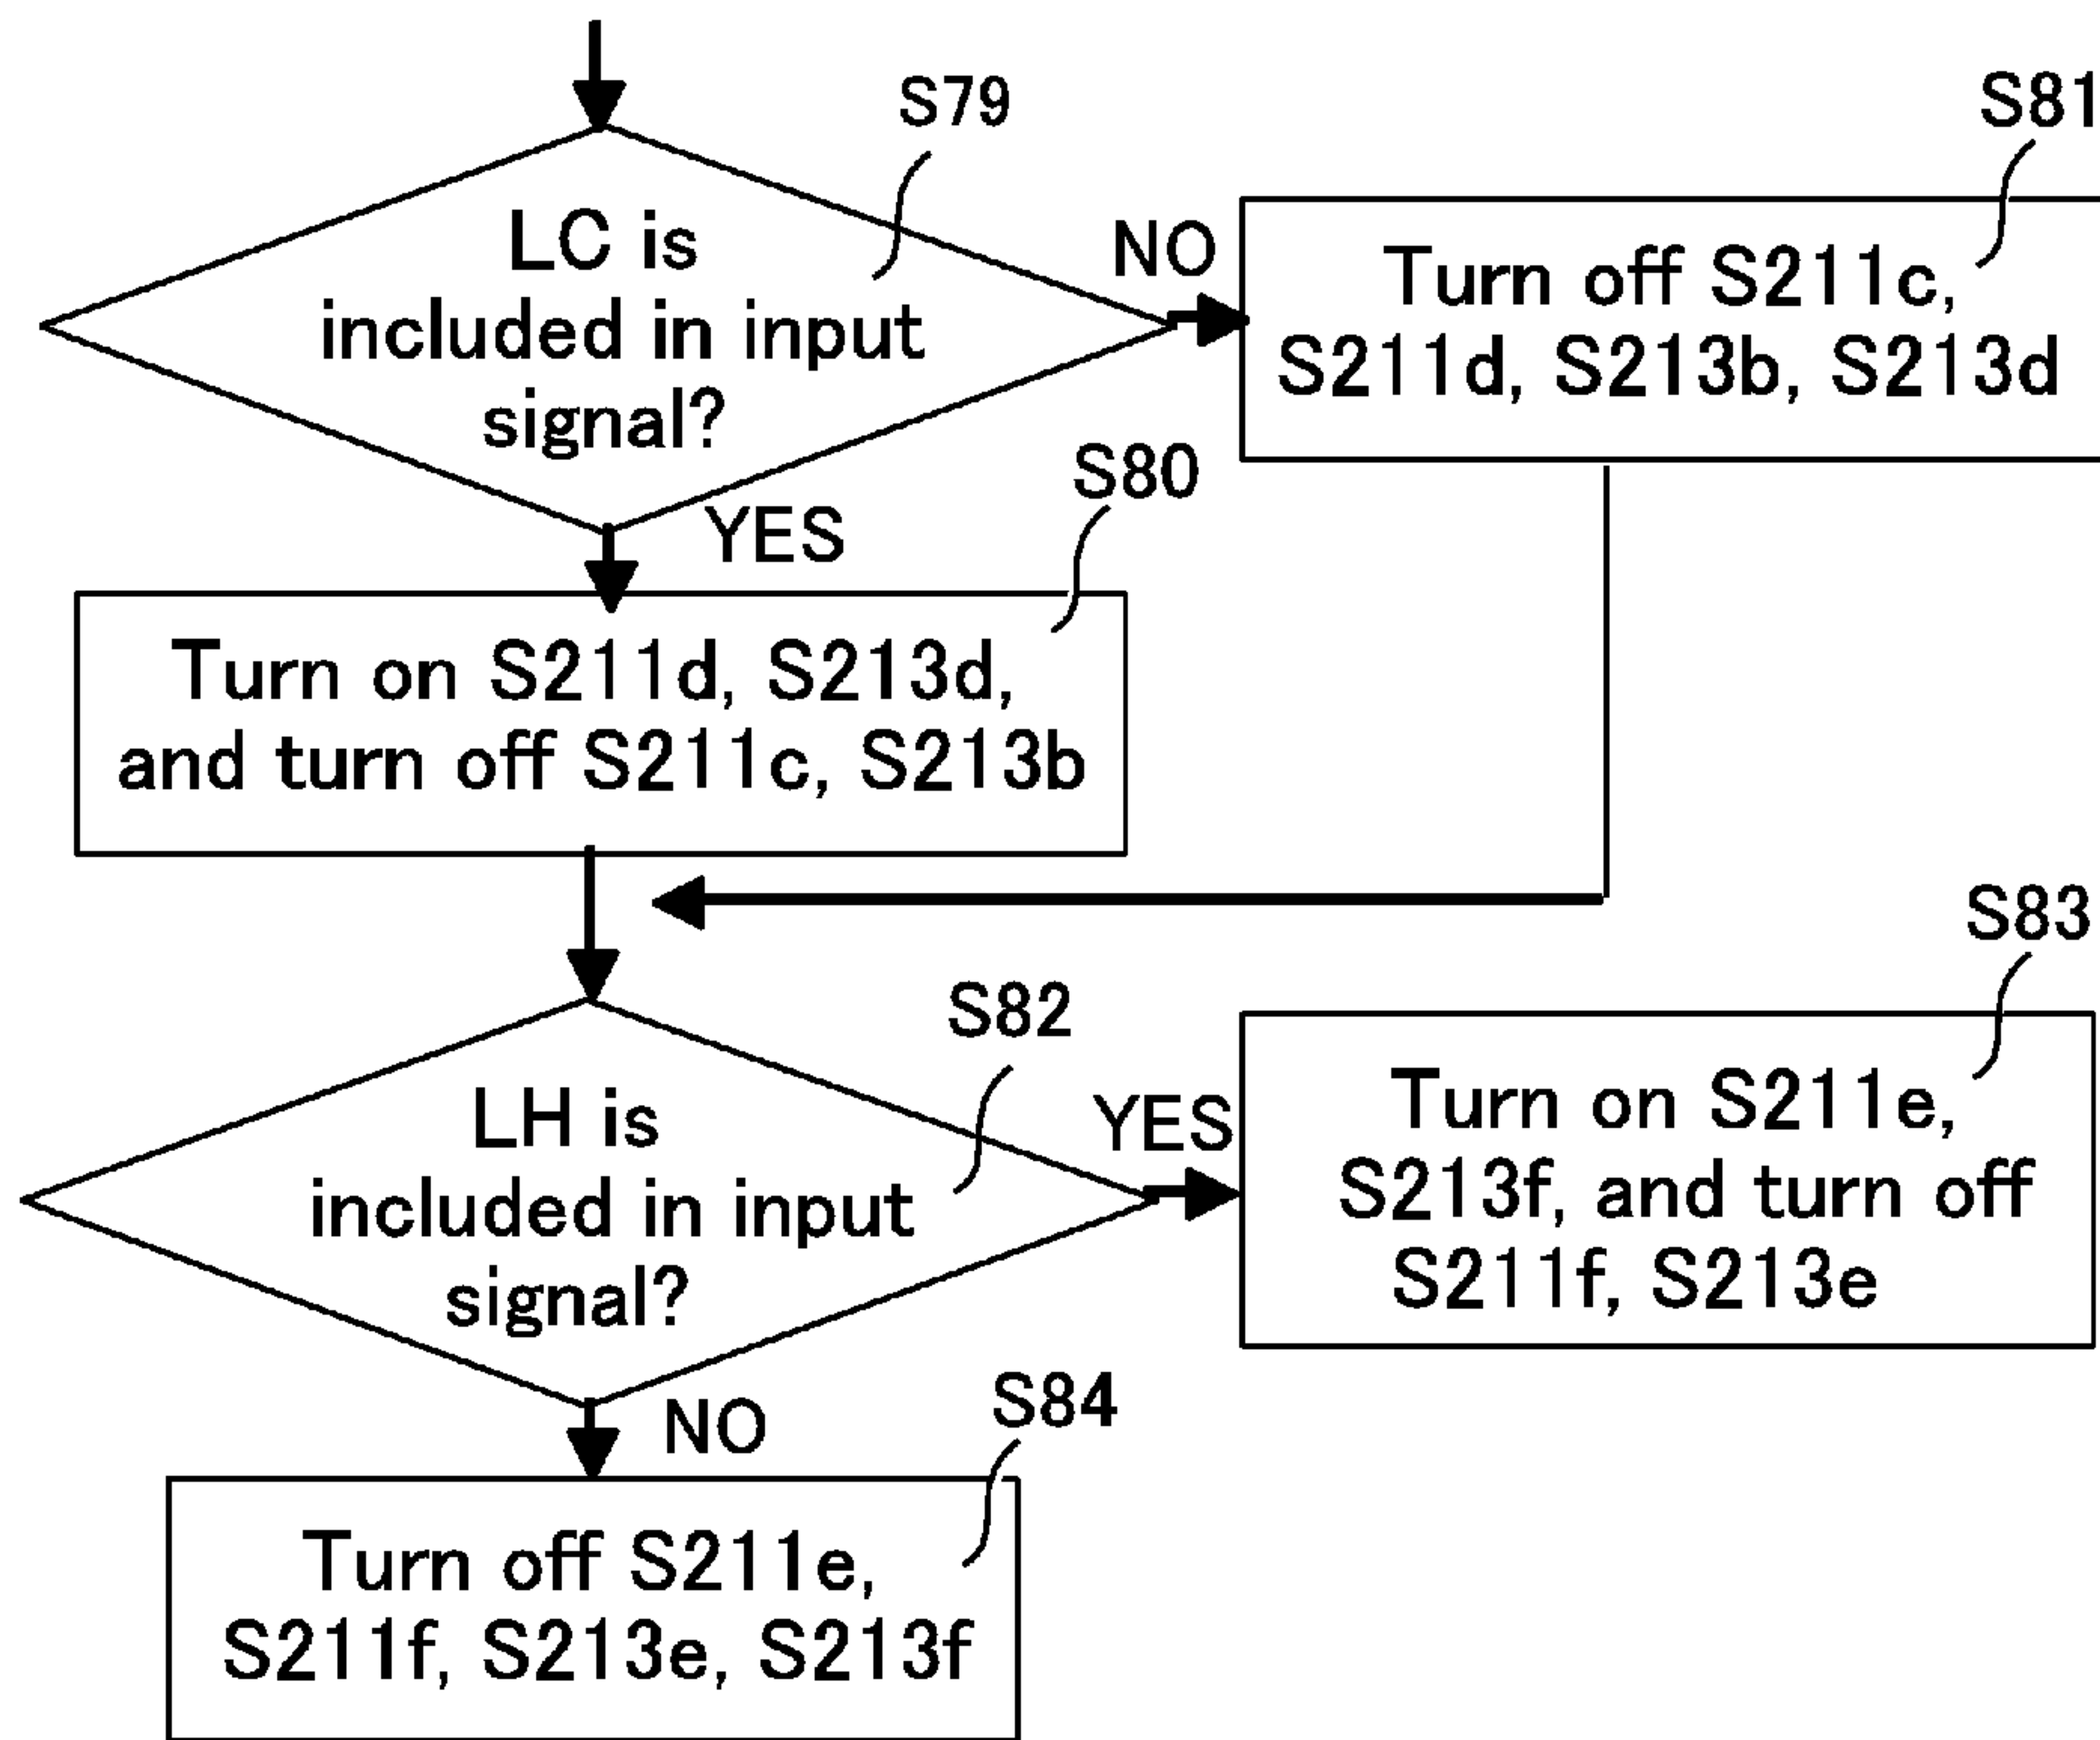 S79
LC is
included in input
signal?
NO
S81
Turn off S211c,
S211d, S213b, S213d
YES
S80
Turn on S211d, S213d,
and turn off S211c, S213b
S82
LH is
included in input
signal?
YES
S83
Turn on S211e,
S213f, and turn off
S211f, S213e
NO
S84
Turn off S211e,
S211f, S213e, S213f